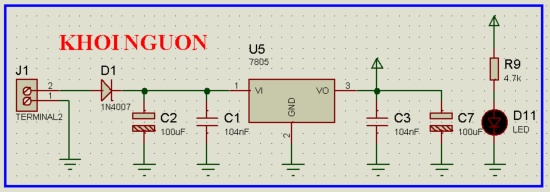 KHOI NGUON
J1
2
1
TERMINAL2
D1
1N4007
C2
100uF
C1
104nF
U5
7805
1
VI
VO
3
GND
2
C3
104nF
C7
100uF
R9
4.7k
D11
LED